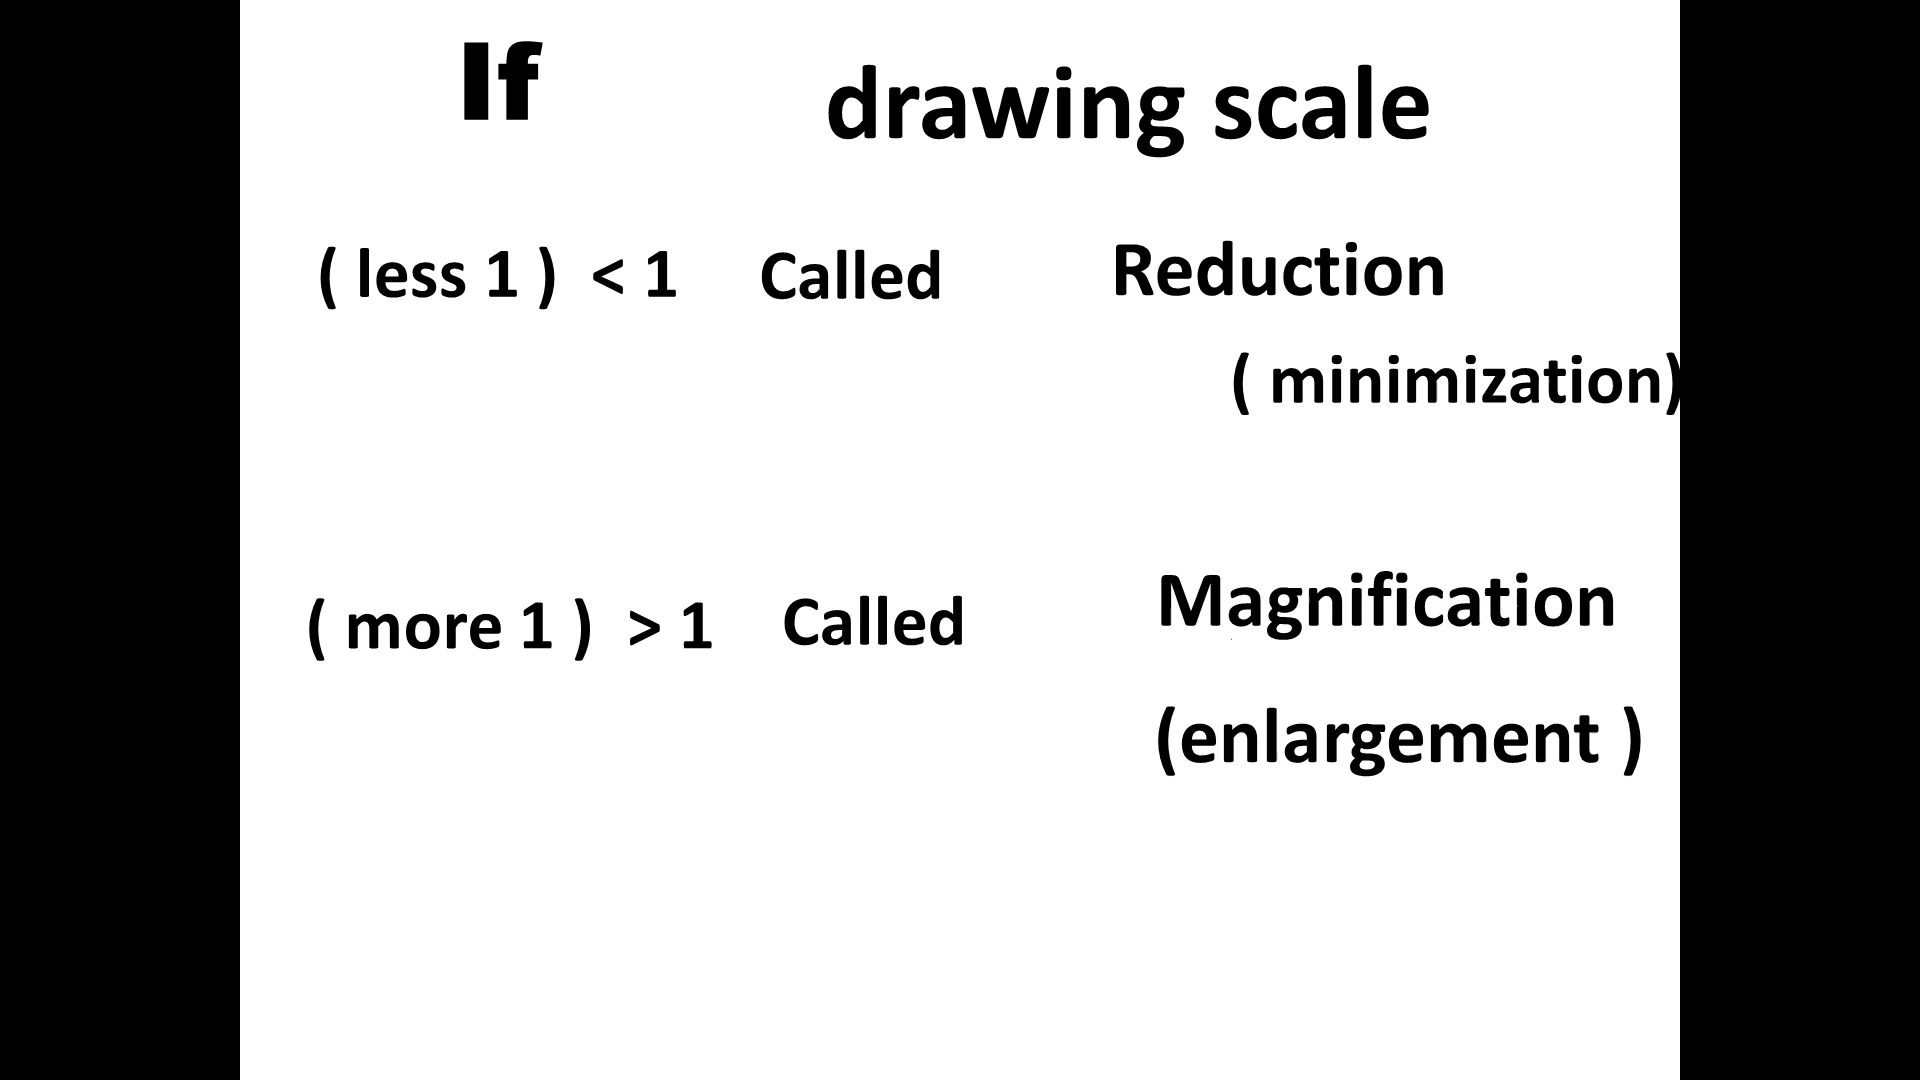 If drawing scale
( less 1 ) < 1 Called Reduction
( minimization)
( more 1 ) > 1 Called Magnification
(enlargement )